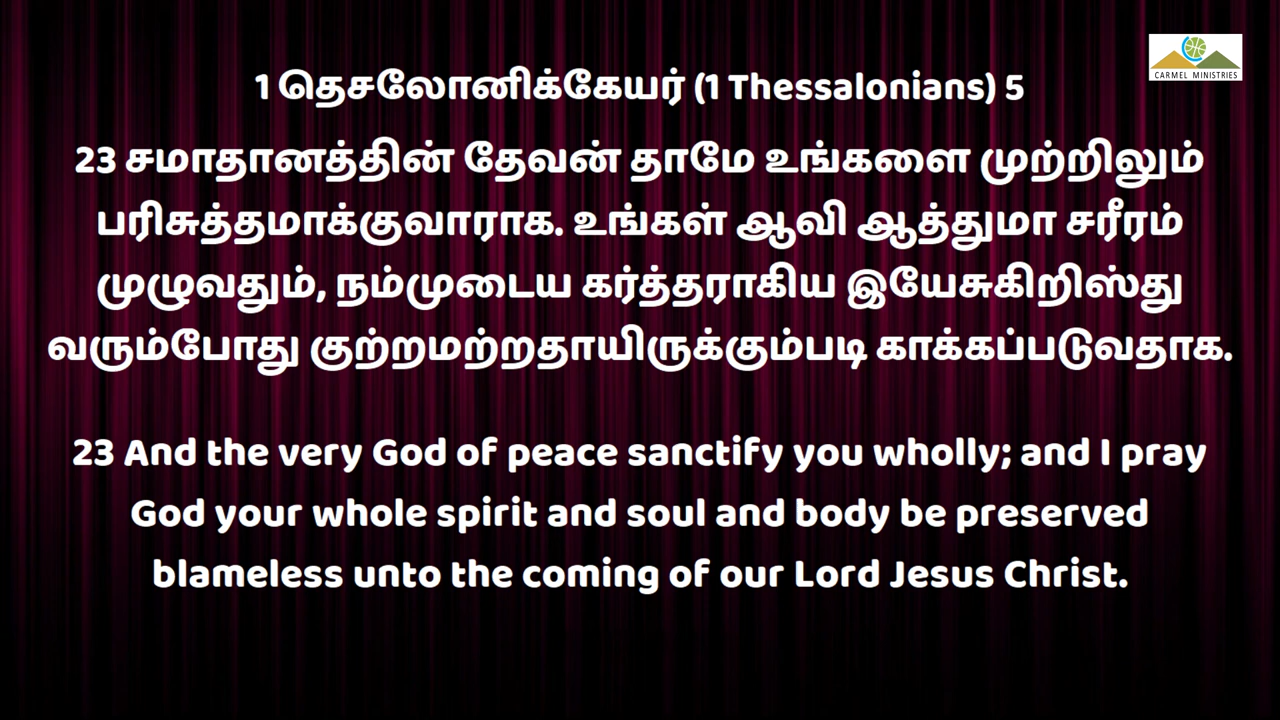 CARMEL MINISTRIES
1 தெசலோனிக்கேயர் (1 Thessalonians) 5
23 சமாதானத்தின் தேவன் தாமே உங்களை முற்றிலும்
பரிசுத்தமாக்குவாராக. உங்கள் ஆவி ஆத்துமா சரீரம்
முழுவதும், நம்முடைய கர்த்தராகிய இயேசுகிறிஸ்து
வரும்போது குற்றமற்றதாயிருக்கும்படி காக்கப்படுவதாக.
23 And the very God of peace sanctify you wholly; and I pray
God your whole spirit and soul and body be preserved
blameless unto the coming of our Lord Jesus Christ.